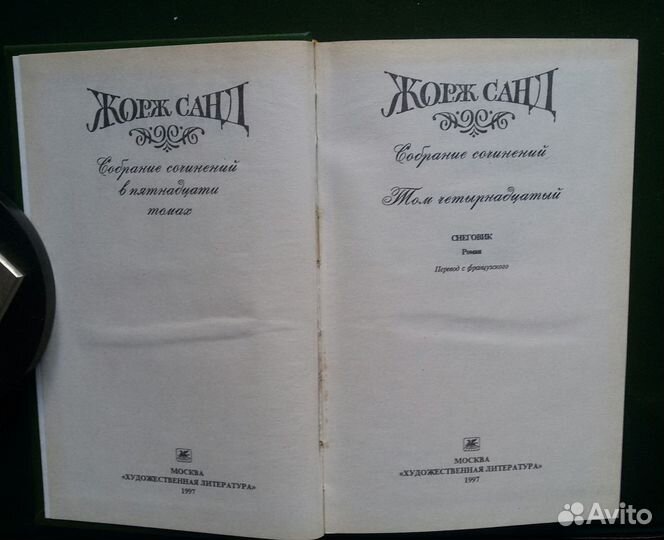 ЖОРЖ САНД
Собрание сочинений
в пятнадцати
томах
МОСКВА
«ХУДОЖЕСТВЕННАЯ ЛИТЕРАТУРА»
1997
ЖОРЖ САНД
Собрание сочинений
Том четырнадцатый
СНЕГОВИК
Роман
Перевод с французского
МОСКВА
«ХУДОЖЕСТВЕННАЯ ЛИТЕРАТУРА»
1997
Avito